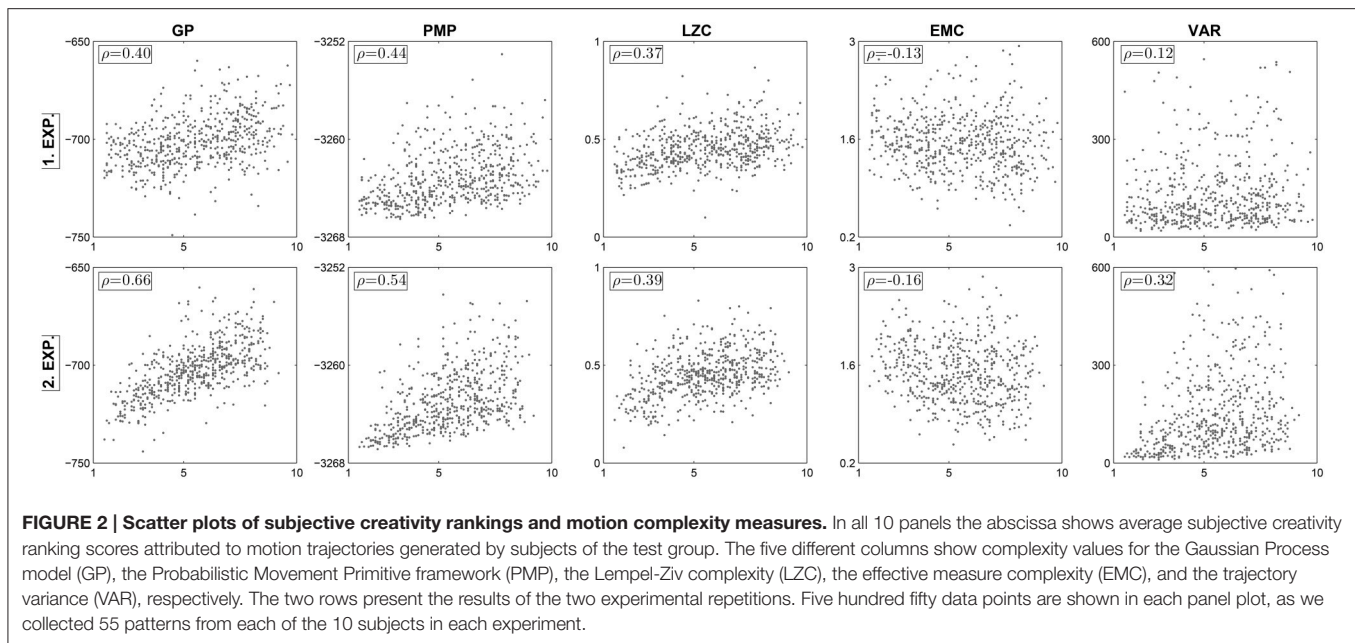 GP PMP LZC EMC VAR
1. EXP.
−650 −3252 1 3 600
ρ=0.40 ρ=0.44 ρ=0.37 ρ=-0.13 ρ=0.12
−700 −3260 0.5 1.6 300
−750 −3268 0 0.2 0
1 5 10 1 5 10 1 5 10 1 5 10 1 5 10
2. EXP.
−650 −3252 1 3 600
ρ=0.66 ρ=0.54 ρ=0.39 ρ=-0.16 ρ=0.32
−700 −3260 0.5 1.6 300
−750 −3268 0 0.2 0
1 5 10 1 5 10 1 5 10 1 5 10 1 5 10
FIGURE 2 | Scatter plots of subjective creativity rankings and motion complexity measures. In all 10 panels the abscissa shows average subjective creativity
ranking scores attributed to motion trajectories generated by subjects of the test group. The five different columns show complexity values for the Gaussian Process
model (GP), the Probabilistic Movement Primitive framework (PMP), the Lempel-Ziv complexity (LZC), the effective measure complexity (EMC), and the trajectory
variance (VAR), respectively. The two rows present the results of the two experimental repetitions. Five hundred fifty data points are shown in each panel plot, as we
collected 55 patterns from each of the 10 subjects in each experiment.